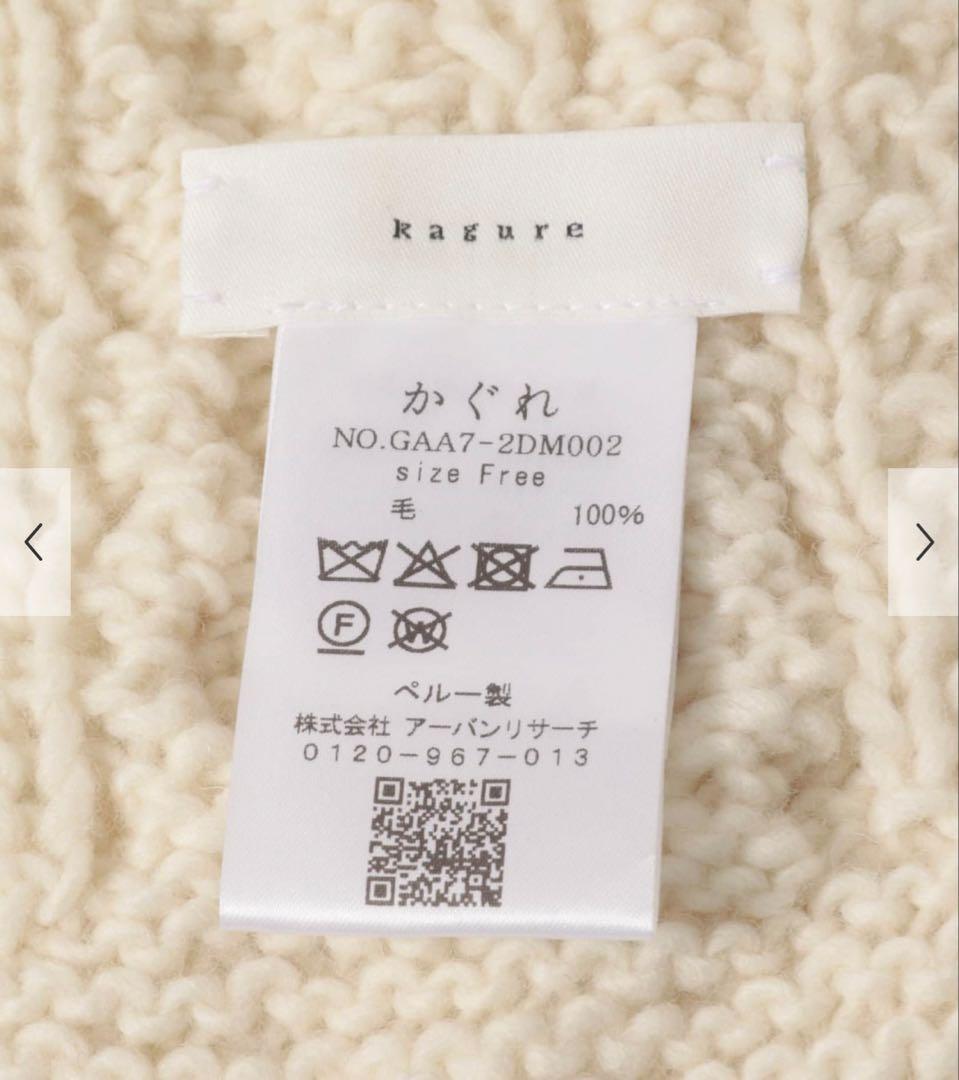 kagure
かぐれ
NO.GAA7-2DM002
size Free
毛 100%
F W
ペルー製
株式会社 アーバンリサーチ
0120-967-013